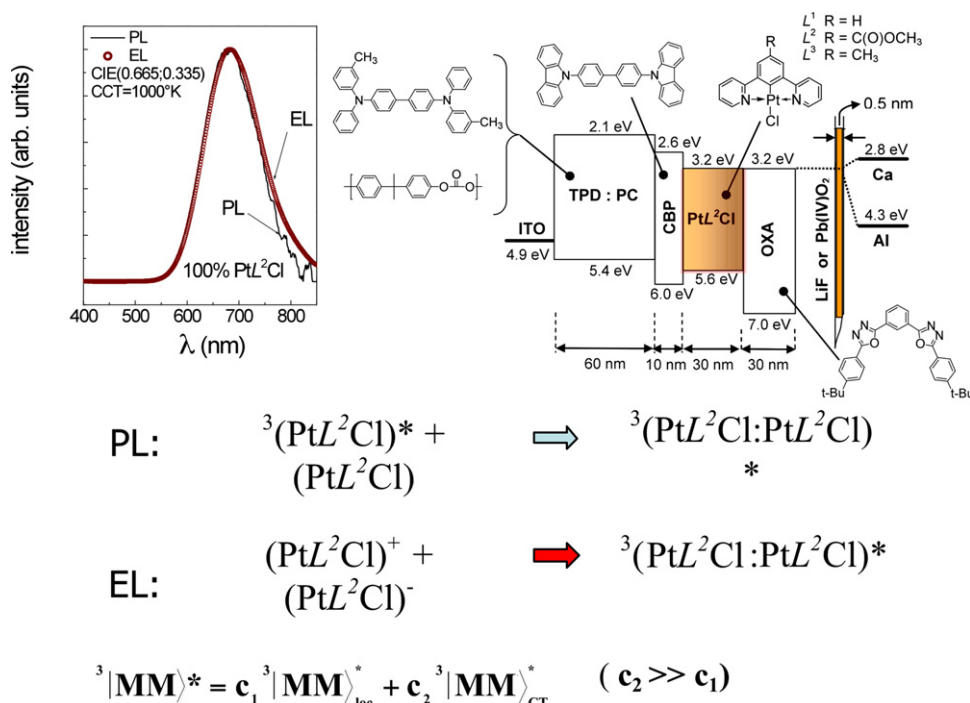 PL
EL
CIE(0.665;0.335)
CCT=1000°K
EL
PL
100% PtL²Cl
intensity (arb. units)
400 500 600 700 800
λ (nm)
CH₃
N
N
CH₃
O
O
O
N
N
R
N
Pt
N
Cl
L¹ R = H
L² R = C(O)OCH₃
L³ R = CH₃
0.5 nm
2.1 eV
2.6 eV
3.2 eV
3.2 eV
2.8 eV
Ca
4.3 eV
Al
ITO
4.9 eV
TPD : PC
CBP
PtL²Cl
OXA
LiF or Pb(IV)O₂
5.4 eV
6.0 eV
5.6 eV
7.0 eV
60 nm
10 nm
30 nm
30 nm
N N
O
N N
O
t-Bu
t-Bu
PL: ³(PtL²Cl)* + ³(PtL²Cl:PtL²Cl)
(PtL²Cl) *
EL: (PtL²Cl)⁺ + ³(PtL²Cl:PtL²Cl)*
(PtL²Cl)⁻
³|MM⟩* = c₁ ³|MM⟩*loc + c₂ ³|MM⟩*CT ( c₂ >> c₁)